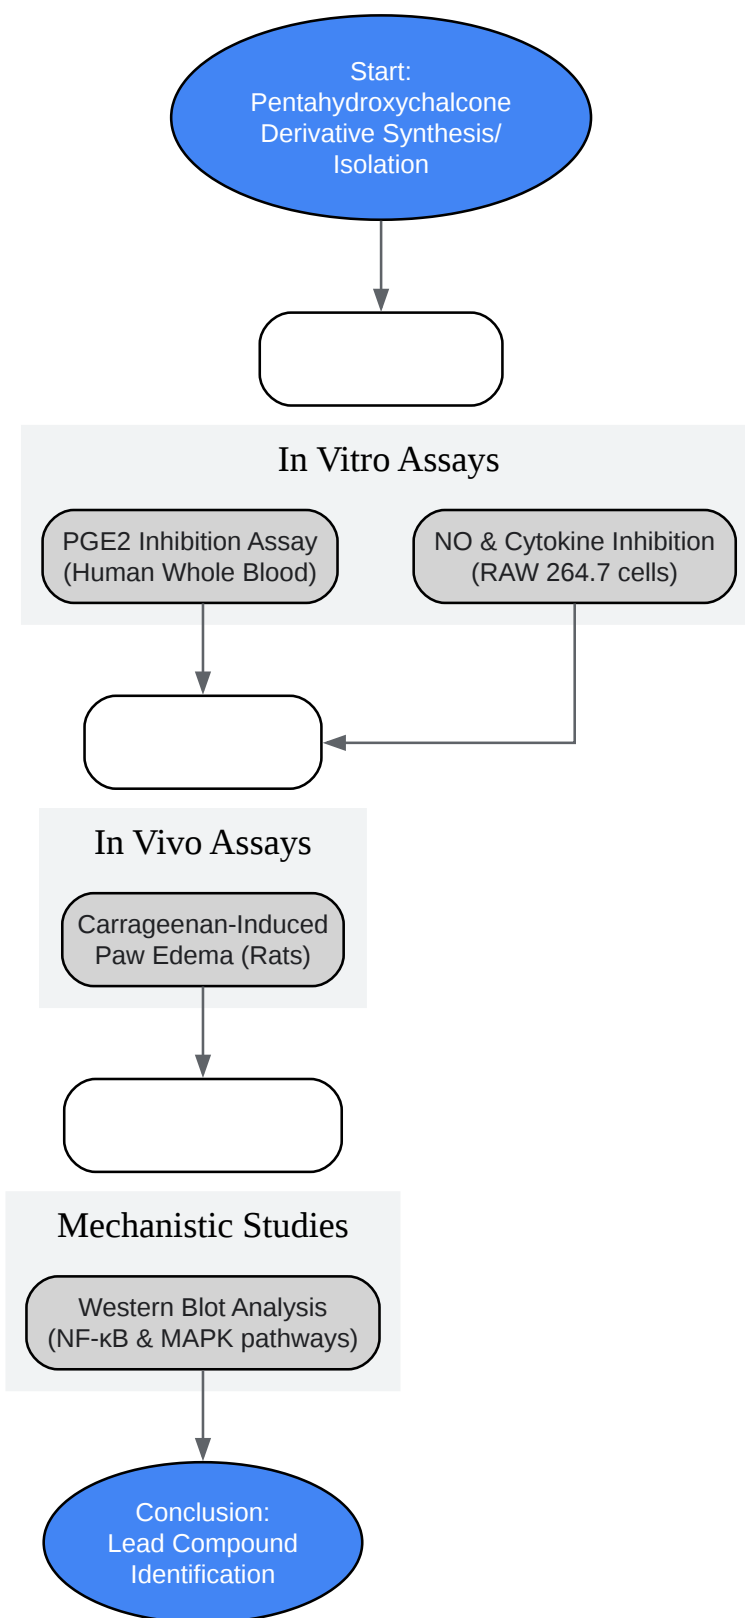 Start:
Pentahydroxychalcone
Derivative Synthesis/
Isolation
In Vitro Assays
PGE2 Inhibition Assay
(Human Whole Blood)
NO & Cytokine Inhibition
(RAW 264.7 cells)
In Vivo Assays
Carrageenan-Induced
Paw Edema (Rats)
Mechanistic Studies
Western Blot Analysis
(NF-κB & MAPK pathways)
Conclusion:
Lead Compound
Identification